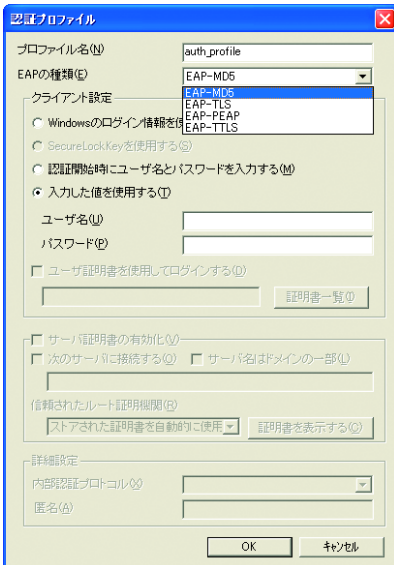 認証プロファイル
プロファイル名(N) auth_profile
EAPの種類(E) EAP-MD5
EAP-MD5
EAP-TLS
EAP-PEAP
EAP-TTLS
クライアント設定
Windowsのログイン情報を使
SecureLockKeyを使用する(S)
認証開始時にユーザ名とパスワードを入力する(M)
入力した値を使用する(T)
ユーザ名(U)
パスワード(P)
ユーザ証明書を使用してログインする(D)
証明書一覧(I)
サーバ証明書の有効化(V)
次のサーバに接続する(O) サーバ名はドメインの一部(L)
信頼されたルート証明機関(R)
ストアされた証明書を自動的に使用 証明書を表示する(C)
詳細設定
内部認証プロトコル(X)
匿名(A)
OK キャンセル